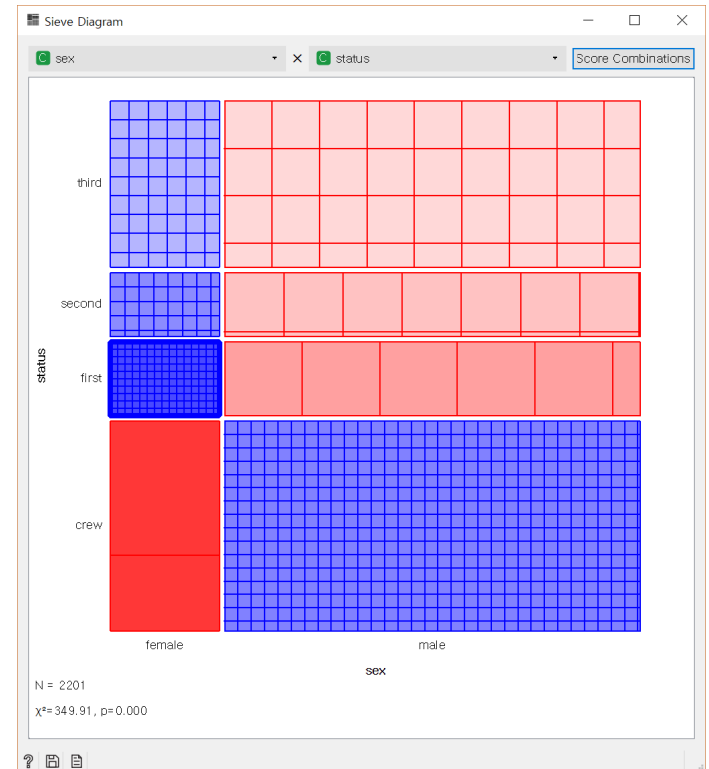 Sieve Diagram
C sex × C status Score Combinations
third
second
first
crew
status
female male
sex
N = 2201
χ²=349.91, p=0.000
?